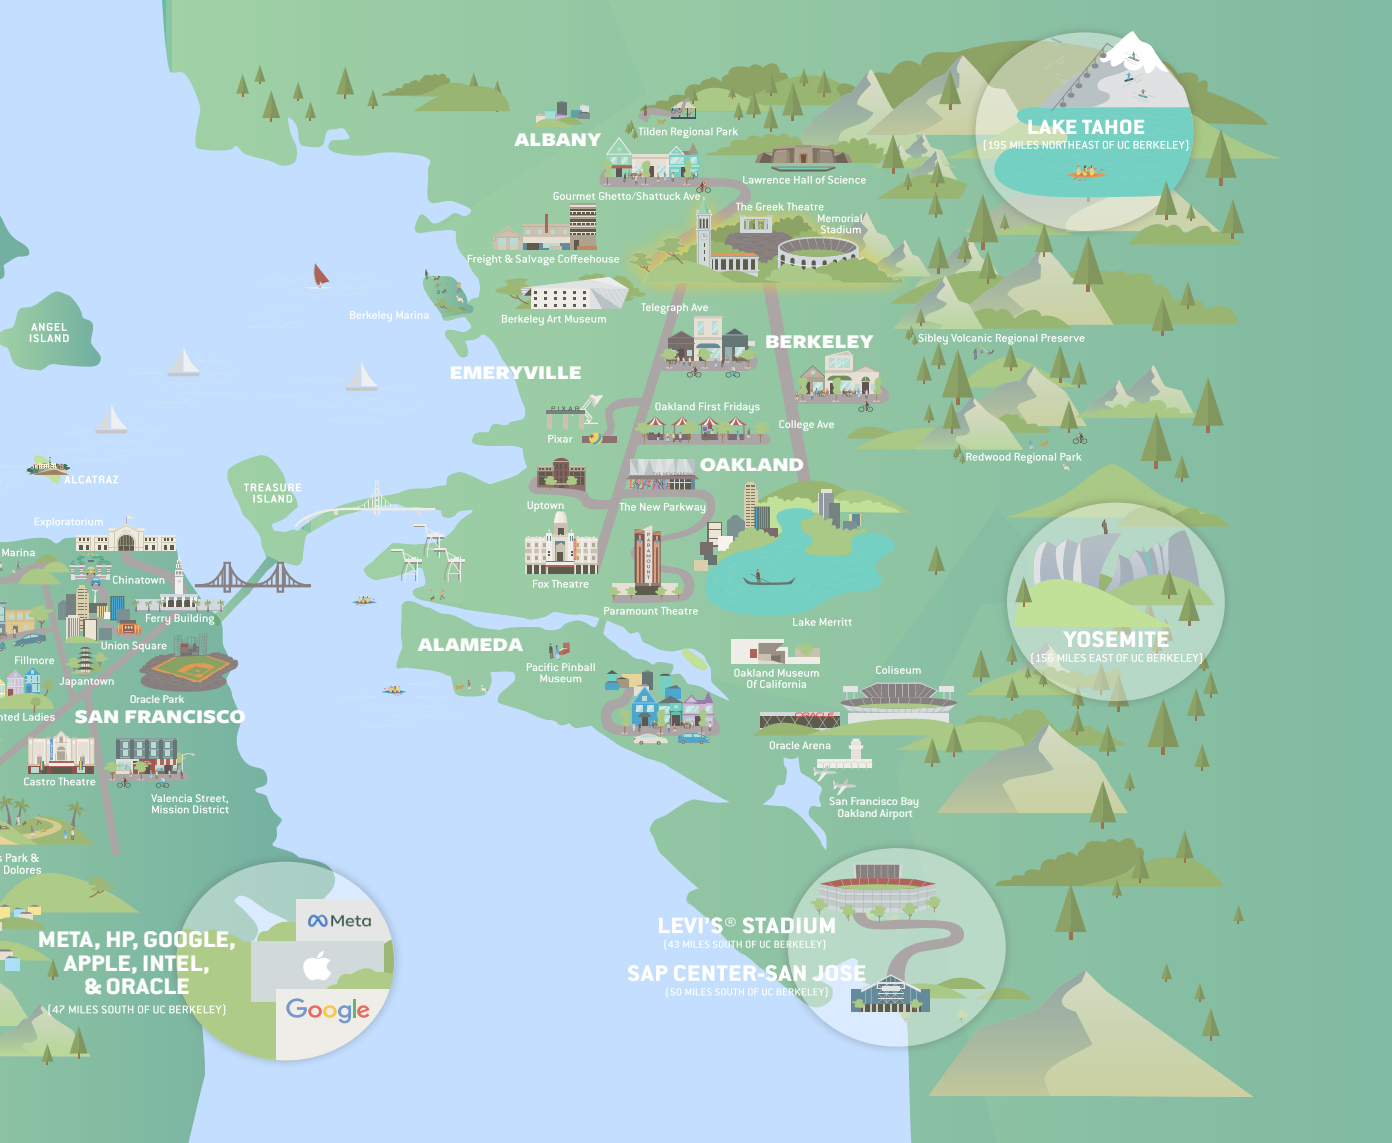 LAKE TAHOE
(195 MILES NORTHEAST OF UC BERKELEY)
ALBANY
Tilden Regional Park
Lawrence Hall of Science
Gourmet Ghetto/Shattuck Ave
The Greek Theatre
Memorial
Stadium
Freight & Salvage Coffeehouse
Berkeley Marina
Berkeley Art Museum
Telegraph Ave
ANGEL
ISLAND
BERKELEY
Sibley Volcanic Regional Preserve
EMERYVILLE
PIXAR
Pixar
Oakland First Fridays
College Ave
Redwood Regional Park
OAKLAND
ALCATRAZ
TREASURE
ISLAND
Uptown
The New Parkway
Exploratorium
Marina
Chinatown
Ferry Building
Union Square
Fillmore
Japantown
Oracle Park
nted Ladies
SAN FRANCISCO
Castro Theatre
Valencia Street,
Mission District
s Park &
Dolores
PARAMOUNT
Fox Theatre
Paramount Theatre
Lake Merritt
ALAMEDA
Pacific Pinball
Museum
Oakland Museum
Of California
Coliseum
ORACLE
Oracle Arena
San Francisco Bay
Oakland Airport
YOSEMITE
(156 MILES EAST OF UC BERKELEY)
META, HP, GOOGLE,
APPLE, INTEL,
& ORACLE
(47 MILES SOUTH OF UC BERKELEY)
Meta
Google
LEVI'S® STADIUM
(43 MILES SOUTH OF UC BERKELEY)
SAP CENTER-SAN JOSE
(50 MILES SOUTH OF UC BERKELEY)